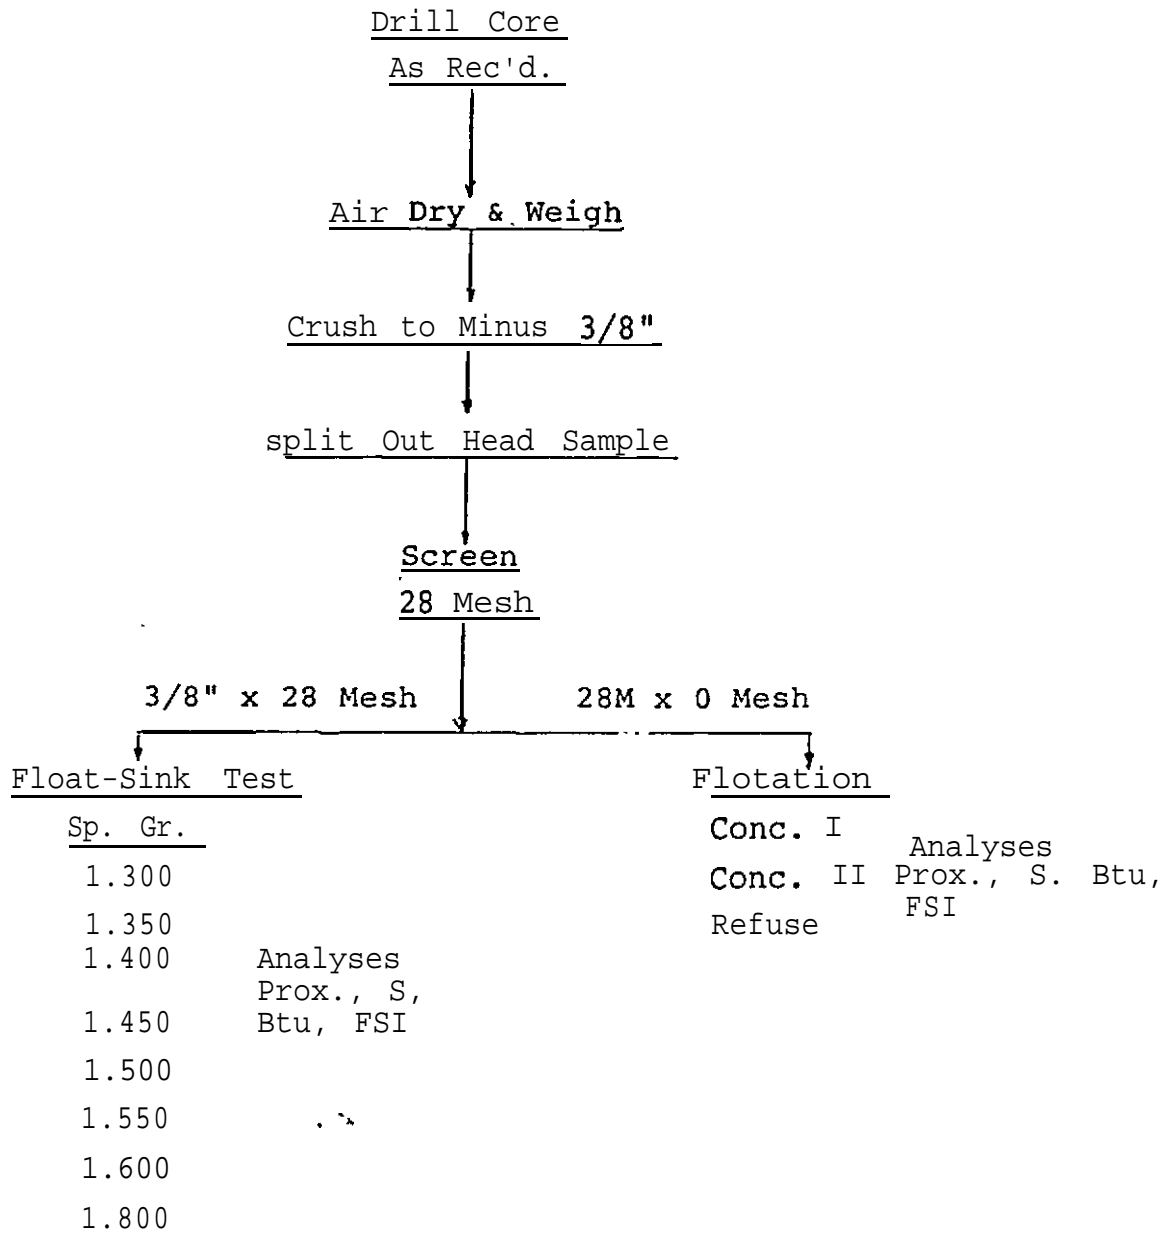 Drill Core
As Rec'd.
Air Dry & Weigh
Crush to Minus 3/8"
split Out Head Sample
Screen
28 Mesh
3/8" x 28 Mesh
28M x 0 Mesh
Float-Sink Test
Sp. Gr.
1.300
1.350
1.400
1.450
1.500
1.550
1.600
1.800
Analyses
Prox., S,
Btu, FSI
Flotation
Conc. I
Conc. II
Refuse
Analyses
Prox., S. Btu,
FSI